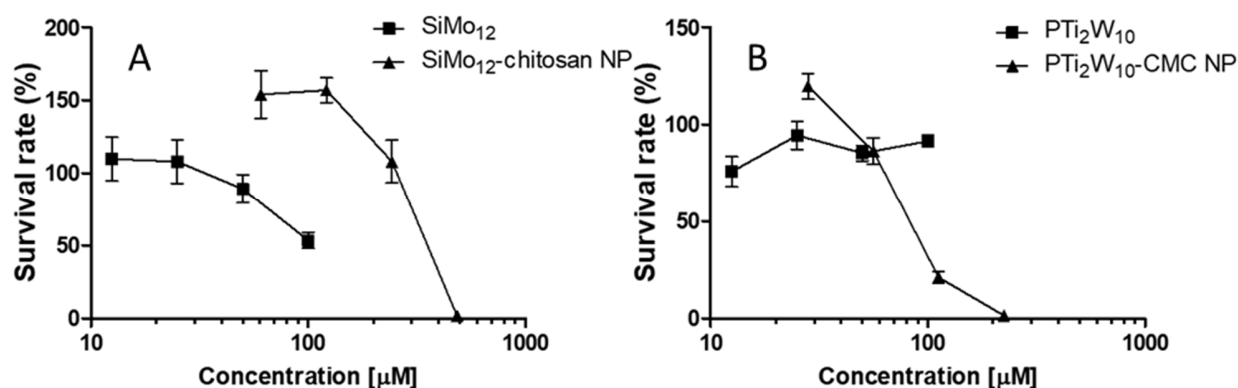 A
SiMo12
SiMo12-chitosan NP
Survival rate (%)
200
150
100
50
0
10
100
1000
Concentration [µM]
B
PTi2W10
PTi2W10-CMC NP
Survival rate (%)
150
100
50
0
10
100
1000
Concentration [µM]